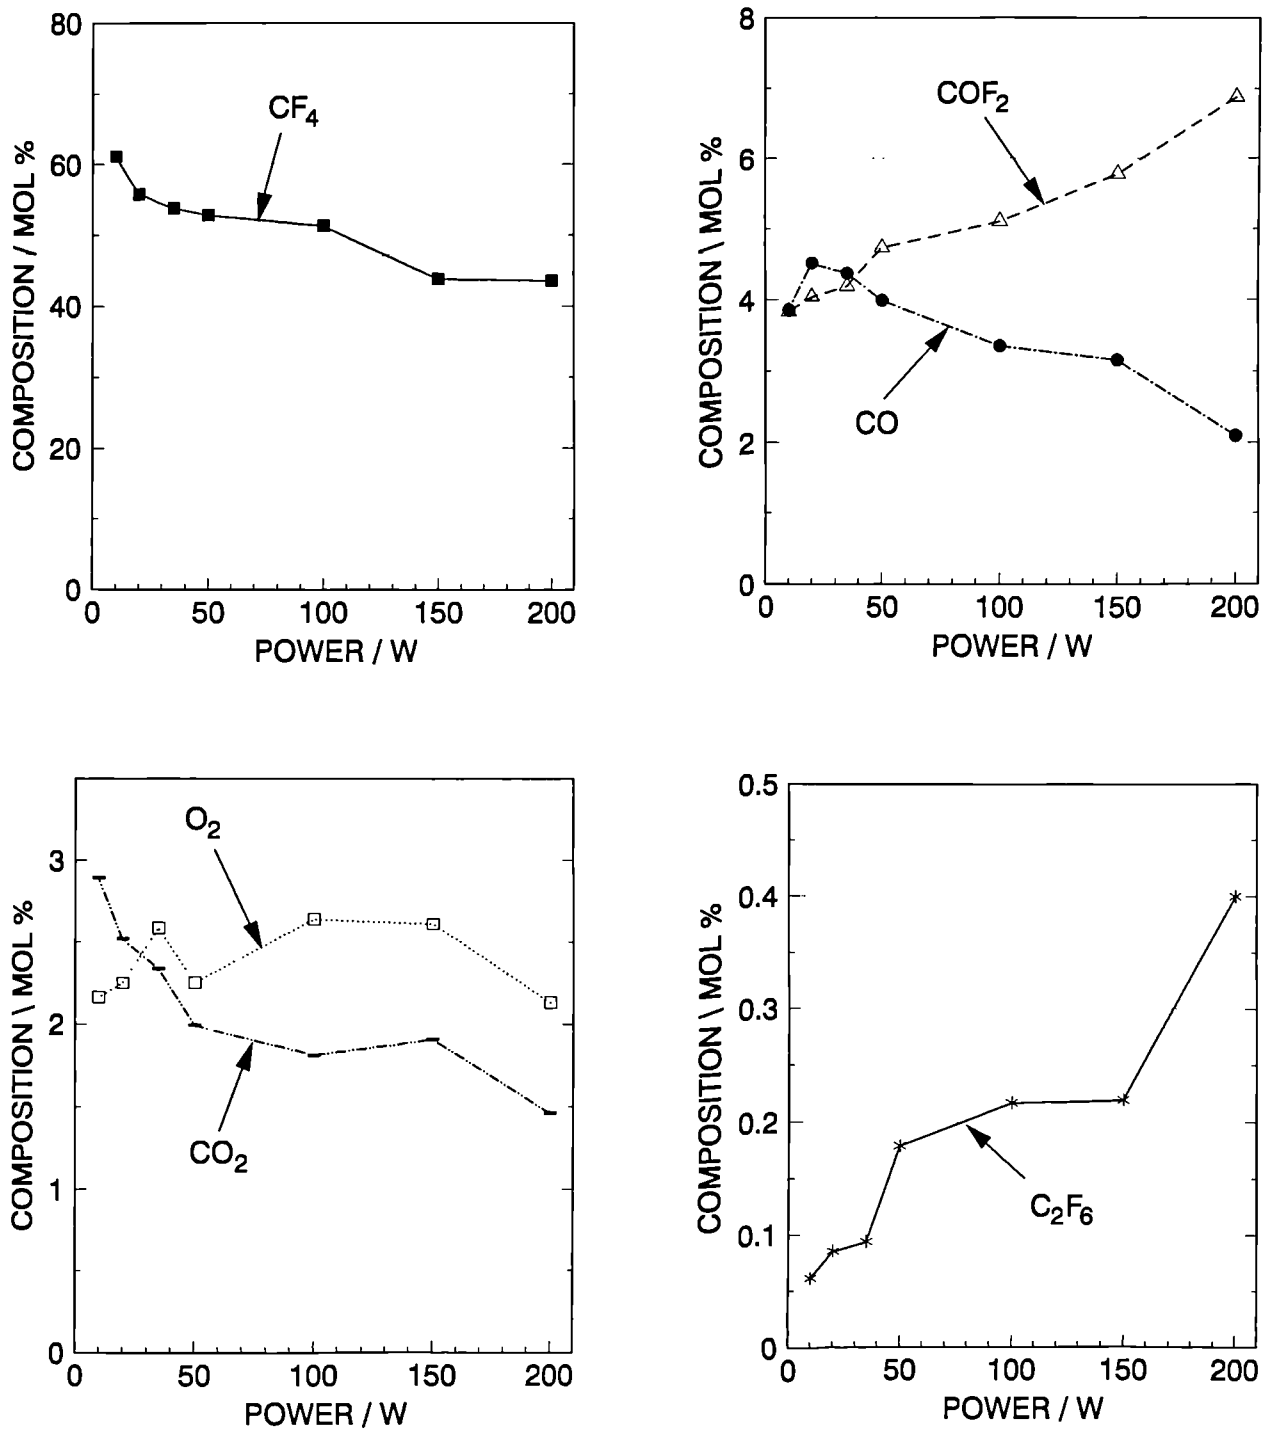 80
60
40
20
0
COMPOSITION / MOL %
CF4
0 50 100 150 200
POWER / W
8
6
4
2
0
COMPOSITION \ MOL %
COF2
CO
0 50 100 150 200
POWER / W
3
2
1
0
COMPOSITION \ MOL %
O2
CO2
0 50 100 150 200
POWER / W
0.5
0.4
0.3
0.2
0.1
0
COMPOSITION \ MOL %
C2F6
0 50 100 150 200
POWER / W